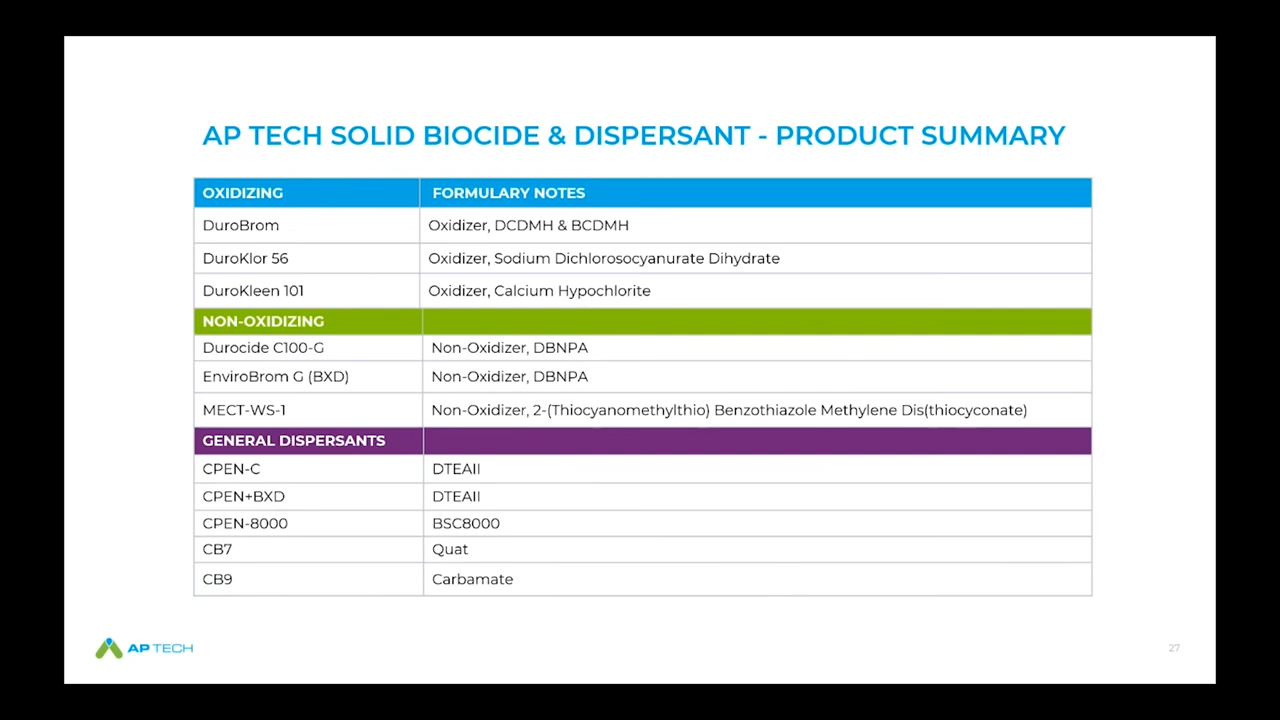 AP TECH SOLID BIOCIDE & DISPERSANT - PRODUCT SUMMARY
OXIDIZING FORMULARY NOTES
DuroBrom Oxidizer, DCDMH & BCDMH
DuroKlor 56 Oxidizer, Sodium Dichlorosocyanurate Dihydrate
DuroKleen 101 Oxidizer, Calcium Hypochlorite
NON-OXIDIZING
Durocide C100-G Non-Oxidizer, DBNPA
EnviroBrom G (BXD) Non-Oxidizer, DBNPA
MECT-WS-1 Non-Oxidizer, 2-(Thiocyanomethylthio) Benzothiazole Methylene Dis(thiocyonate)
GENERAL DISPERSANTS
CPEN-C DTEAII
CPEN+BXD DTEAII
CPEN-8000 BSC8000
CB7 Quat
CB9 Carbamate
AP TECH
27